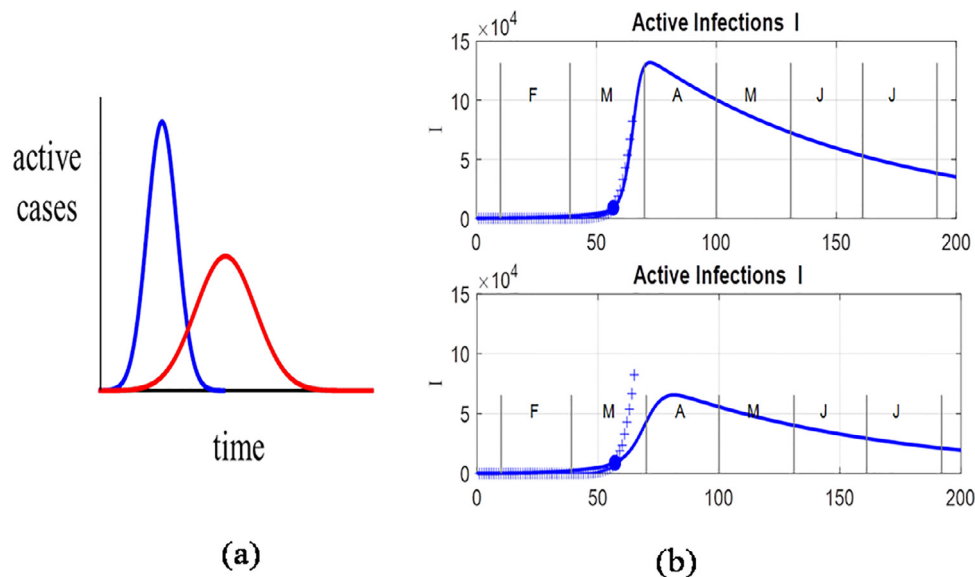 active
cases
time
(a)
Active Infections I
×10⁴
15
10
5
0
I
F M A M J J
0 50 100 150 200
Active Infections I
×10⁴
15
10
5
0
I
F M A M J J
0 50 100 150 200
(b)